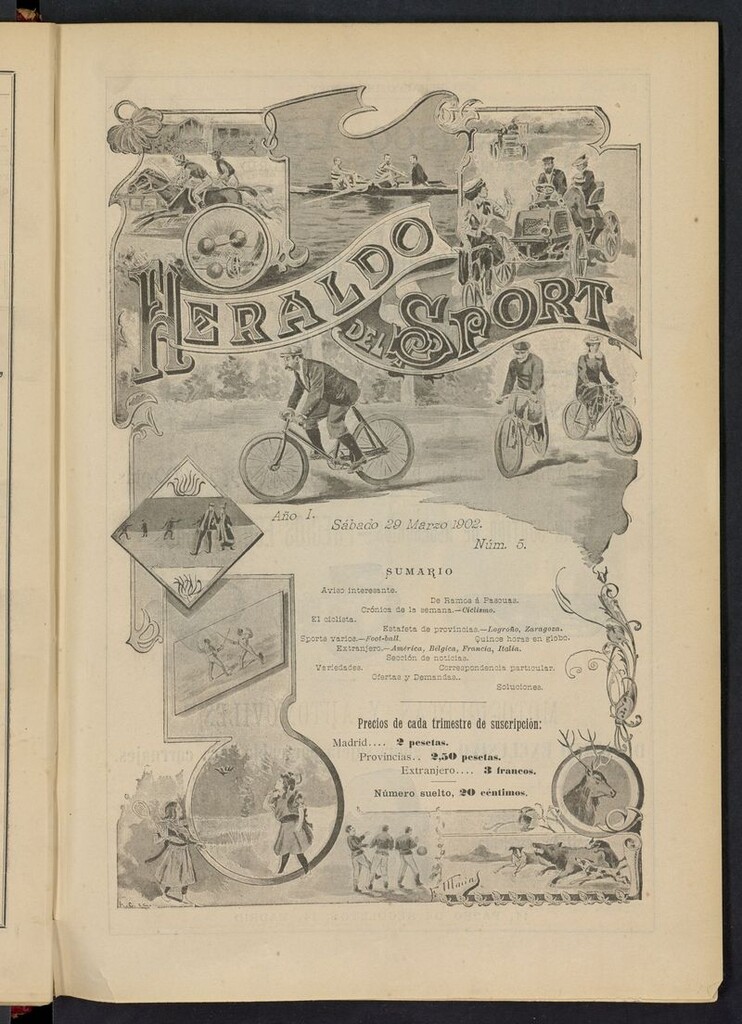 HERALDO
DEL SPORT
Año I. Sábado 29 Marzo 1902. Núm. 5.
SUMARIO
Aviso interesante.
De Ramos á Pascuas.
Crónica de la semana.—Ciclismo.
El ciclista.
Estafeta de provincias.—Logroño, Zaragoza.
Sports varios.—Foot-ball. Quince horas en globo.
Extranjero.—América, Bélgica, Francia, Italia.
Sección de noticias.
Variedades. Correspondencia particular.
Ofertas y Demandas..
Soluciones.
Precios de cada trimestre de suscripción:
Madrid.... 2 pesetas.
Provincias.. 2,50 pesetas.
Extranjero.... 3 francos.
Número suelto, 20 céntimos.